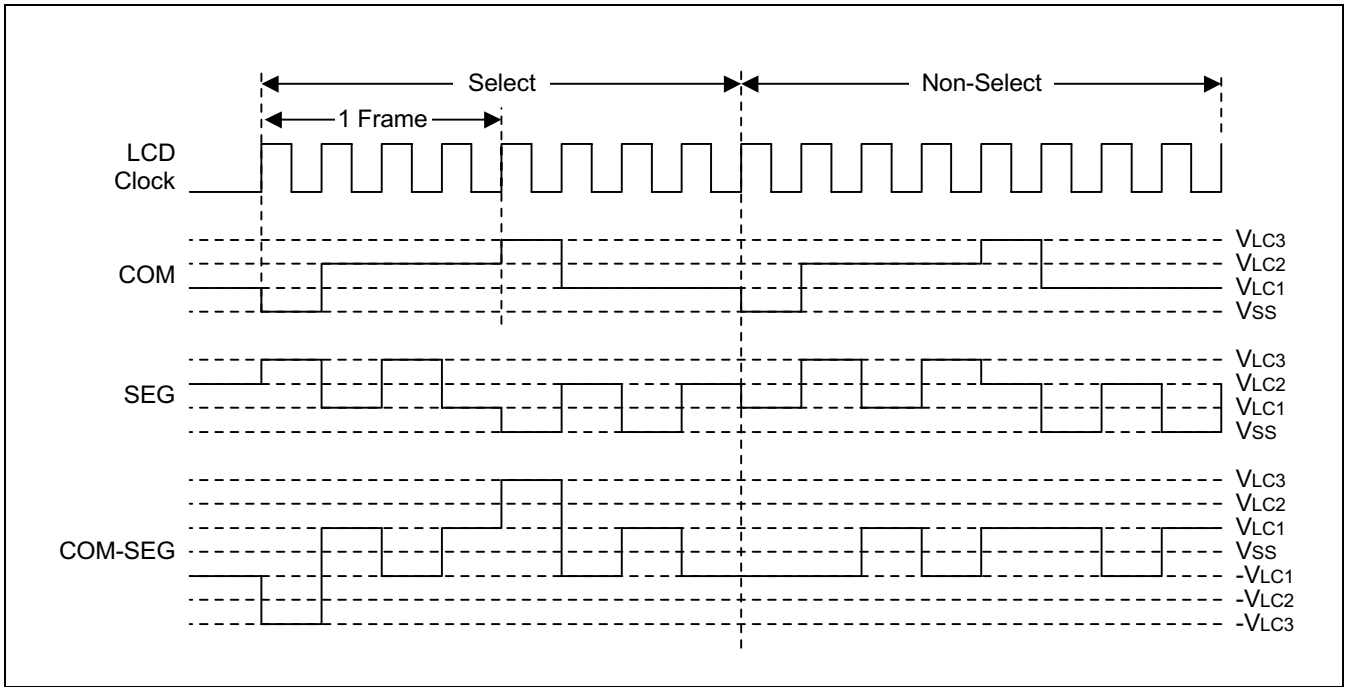 Select
Non-Select
1 Frame
LCD
Clock
COM
VLC3
VLC2
VLC1
VSS
SEG
VLC3
VLC2
VLC1
VSS
COM-SEG
VLC3
VLC2
VLC1
VSS
-VLC1
-VLC2
-VLC3